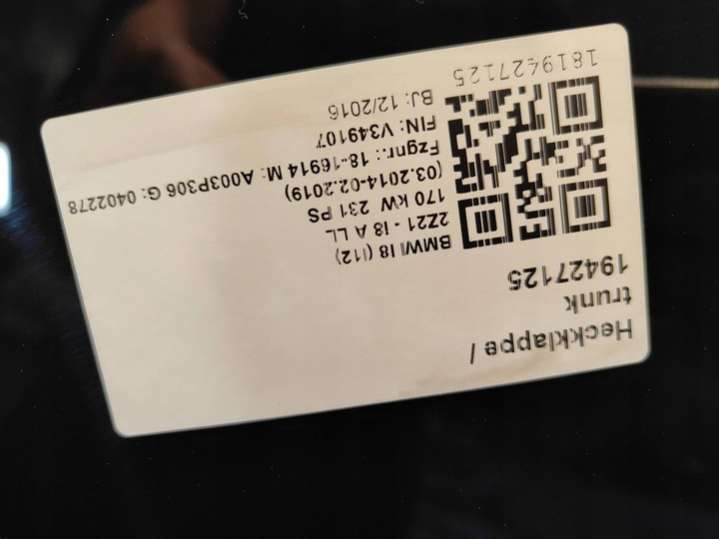 Heckklappe /
trunk
19427125
BMWI I8 (I12)
2Z21 - I8 A LL
170 kW 231 PS
(03.2014-02.2019)
Fzgnr.: 18-16914 M: A003P306 G: 0402278
FIN: V349107
BJ: 12/2016
1819427125